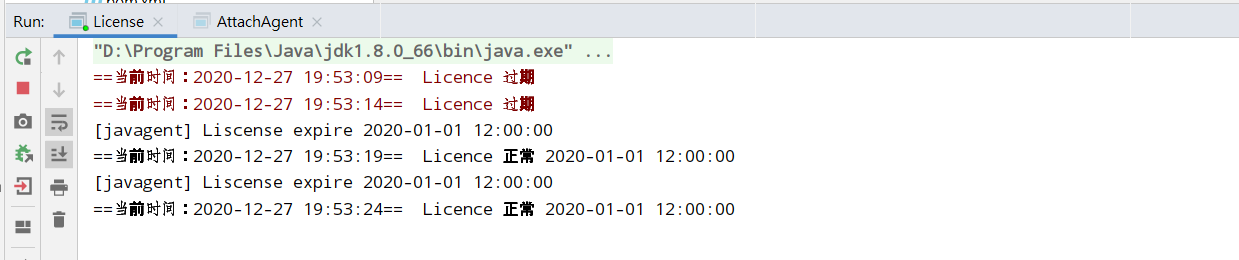 Run: License × AttachAgent ×
"D:\Program Files\Java\jdk1.8.0_66\bin\java.exe" ...
==当前时间：2020-12-27 19:53:09==  Licence 过期
==当前时间：2020-12-27 19:53:14==  Licence 过期
[javagent] Liscense expire 2020-01-01 12:00:00
==当前时间：2020-12-27 19:53:19==  Licence 正常 2020-01-01 12:00:00
[javagent] Liscense expire 2020-01-01 12:00:00
==当前时间：2020-12-27 19:53:24==  Licence 正常 2020-01-01 12:00:00